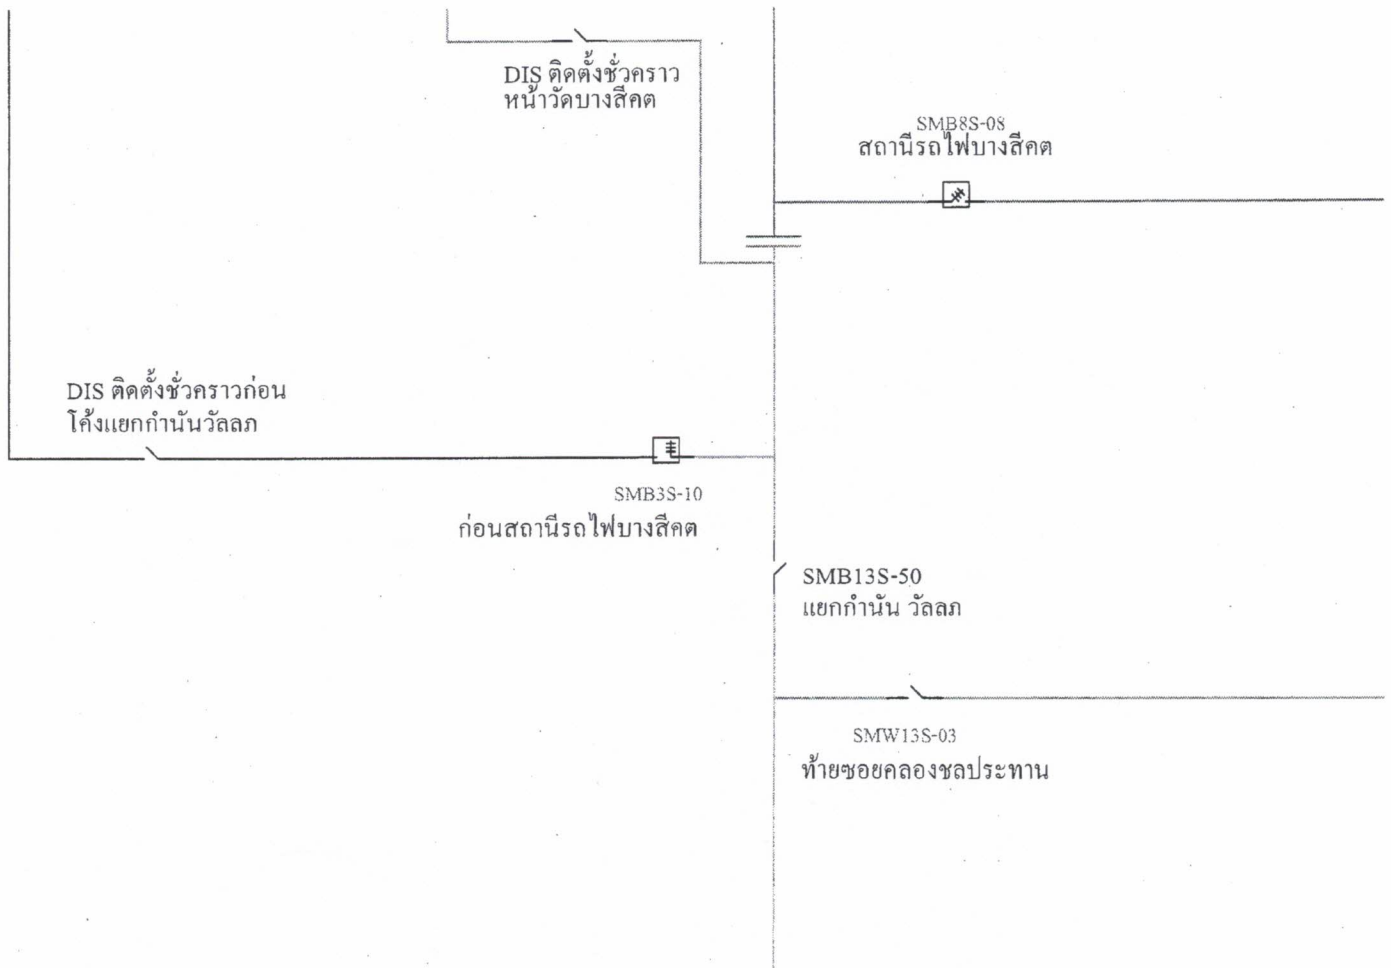 DIS ติดตั้งชั่วคราว
หน้าวัดบางสีคต
SMB8S-08
สถานีรถไฟบางสีคต
DIS ติดตั้งชั่วคราวก่อน
โค้งแยกกำนันวัลลภ
SMB3S-10
ก่อนสถานีรถไฟบางสีคต
SMB13S-50
แยกกำนัน วัลลภ
SMW13S-03
ท้ายซอยคลองชลประทาน